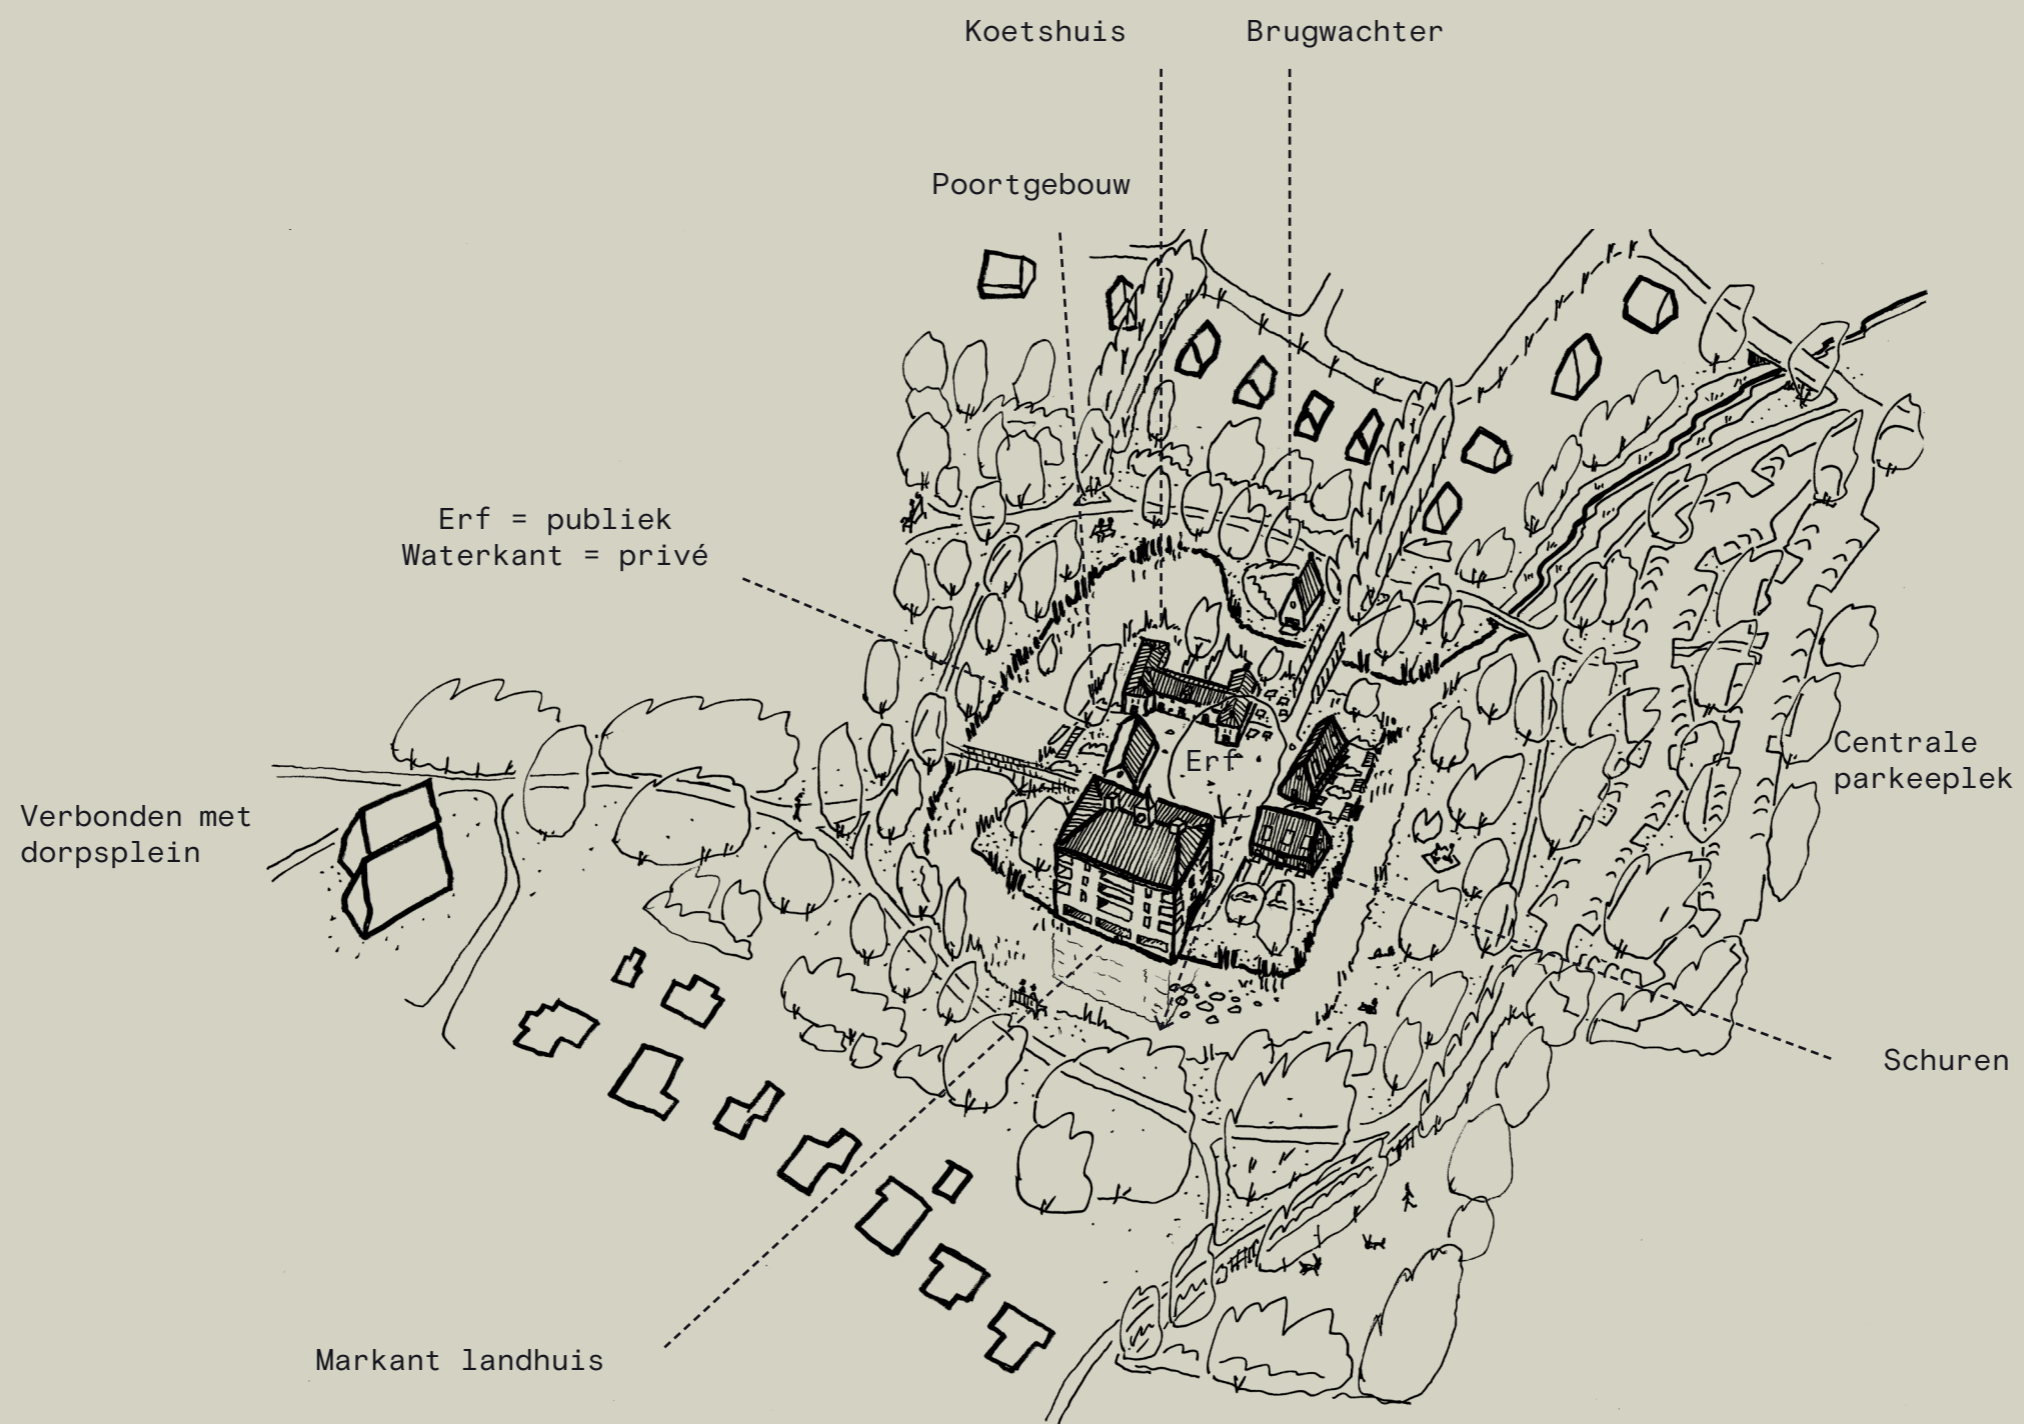 Koetshuis
Brugwachter
Poortgebouw
Erf = publiek
Waterkant = privé
Erf
Centrale
parkeeplek
Verbonden met
dorpsplein
Schuren
Markant landhuis